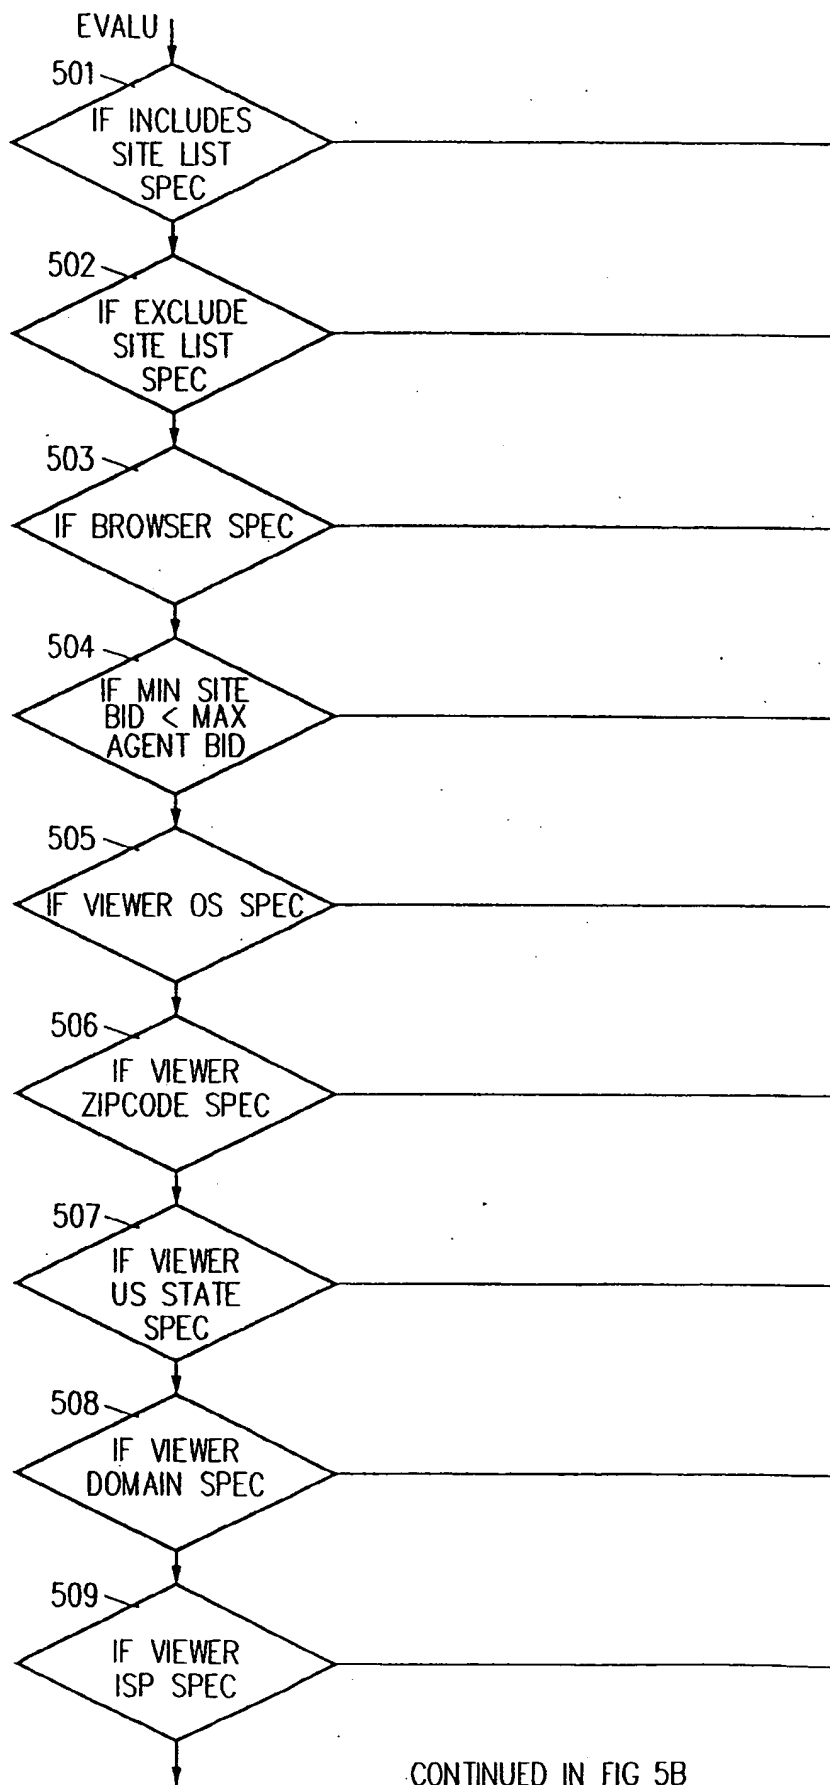 EVALU
501
IF INCLUDES
SITE LIST
SPEC
502
IF EXCLUDE
SITE LIST
SPEC
503
IF BROWSER SPEC
504
IF MIN SITE
BID < MAX
AGENT BID
505
IF VIEWER OS SPEC
506
IF VIEWER
ZIPCODE SPEC
507
IF VIEWER
US STATE
SPEC
508
IF VIEWER
DOMAIN SPEC
509
IF VIEWER
ISP SPEC
CONTINUED IN FIG 5B